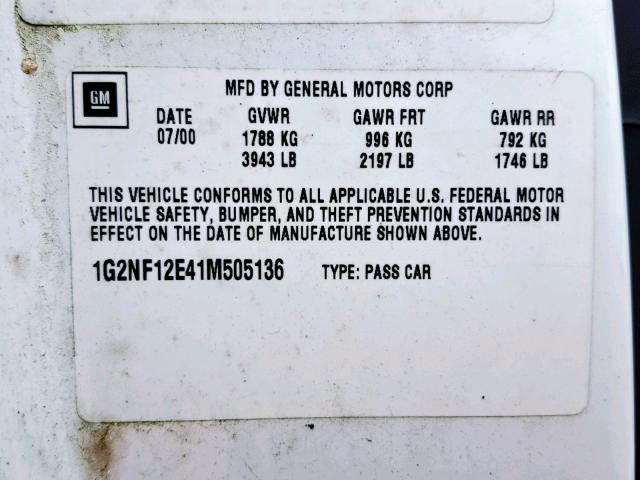 GM
MFD BY GENERAL MOTORS CORP
DATE GVWR GAWR FRT GAWR RR
07/00 1788 KG 996 KG 792 KG
3943 LB 2197 LB 1746 LB
THIS VEHICLE CONFORMS TO ALL APPLICABLE U.S. FEDERAL MOTOR
VEHICLE SAFETY, BUMPER, AND THEFT PREVENTION STANDARDS IN
EFFECT ON THE DATE OF MANUFACTURE SHOWN ABOVE.
1G2NF12E41M505136 TYPE: PASS CAR